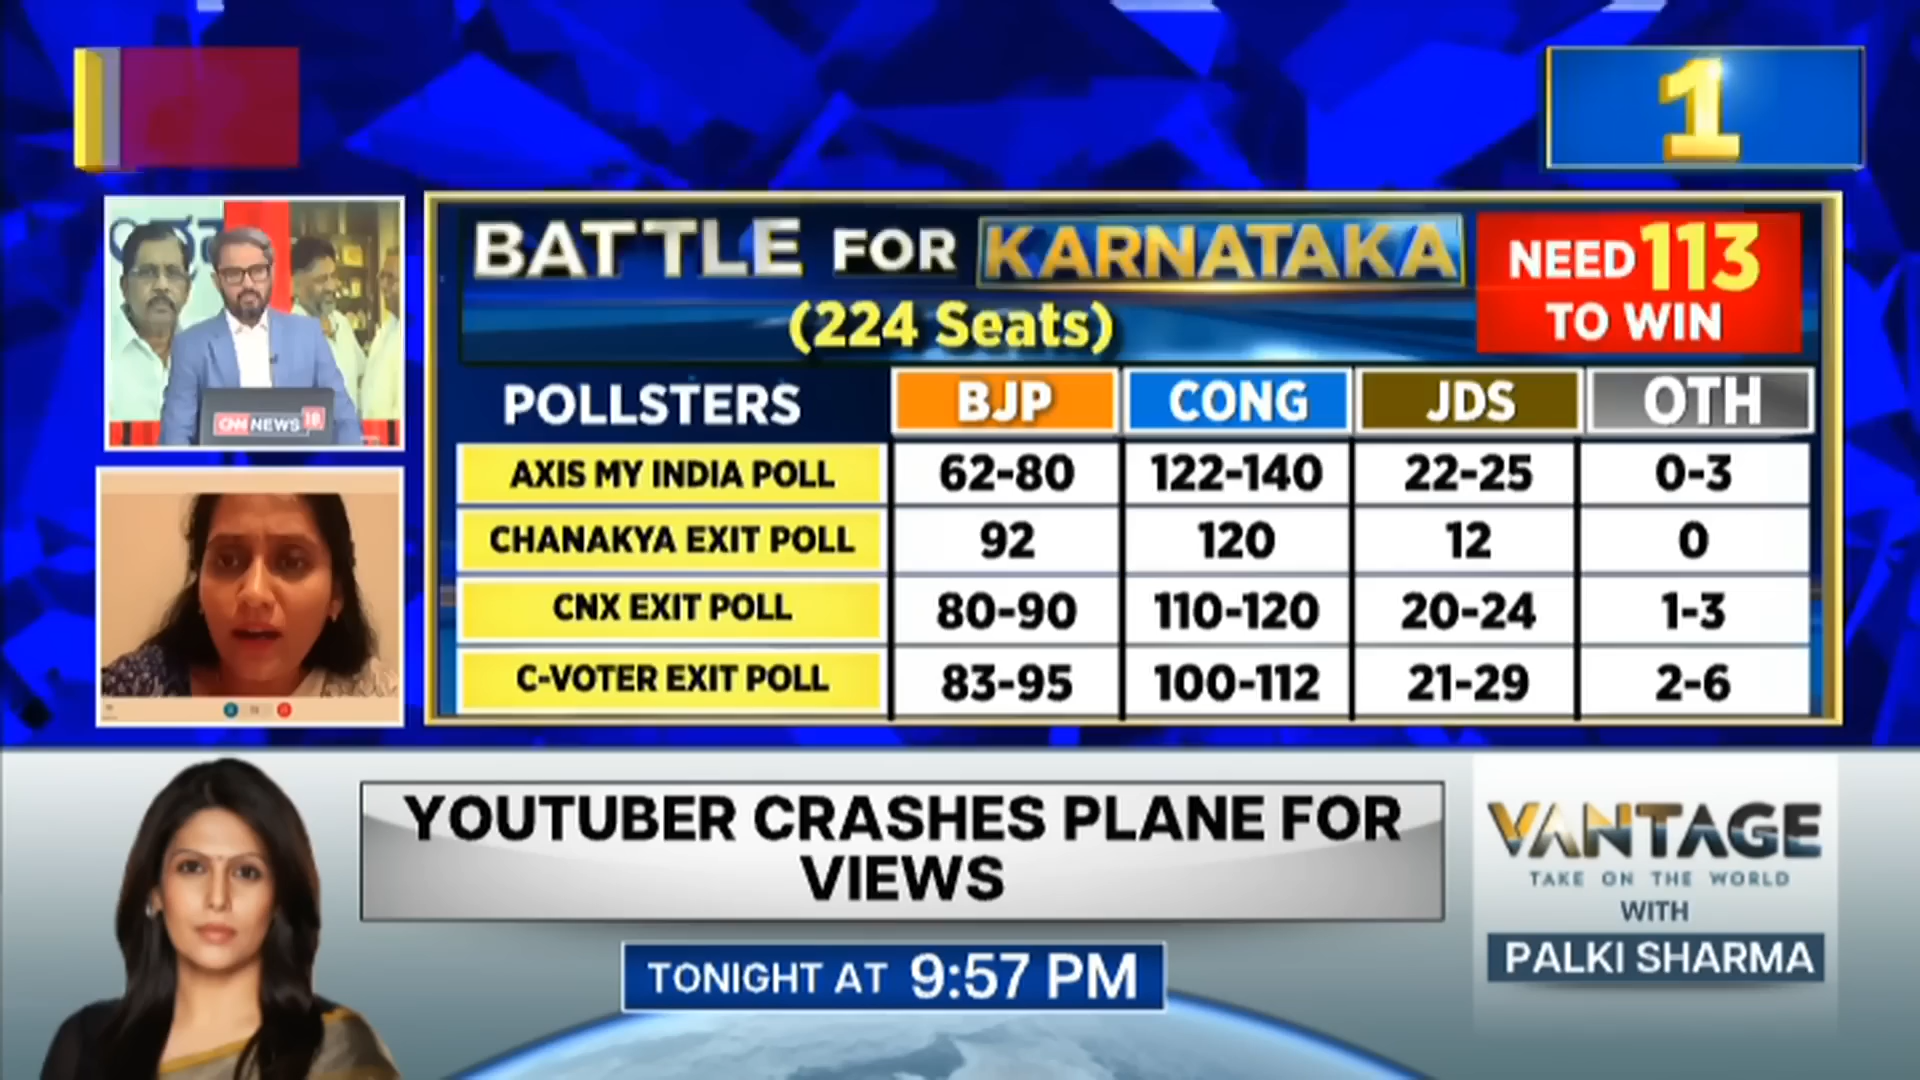 1
BATTLE FOR KARNATAKA
(224 Seats)
NEED 113
TO WIN
POLLSTERS BJP CONG JDS OTH
AXIS MY INDIA POLL 62-80 122-140 22-25 0-3
CHANAKYA EXIT POLL 92 120 12 0
CNX EXIT POLL 80-90 110-120 20-24 1-3
C-VOTER EXIT POLL 83-95 100-112 21-29 2-6
CNN NEWS 18
YOUTUBER CRASHES PLANE FOR
VIEWS
TONIGHT AT 9:57 PM
VANTAGE
TAKE ON THE WORLD
WITH
PALKI SHARMA